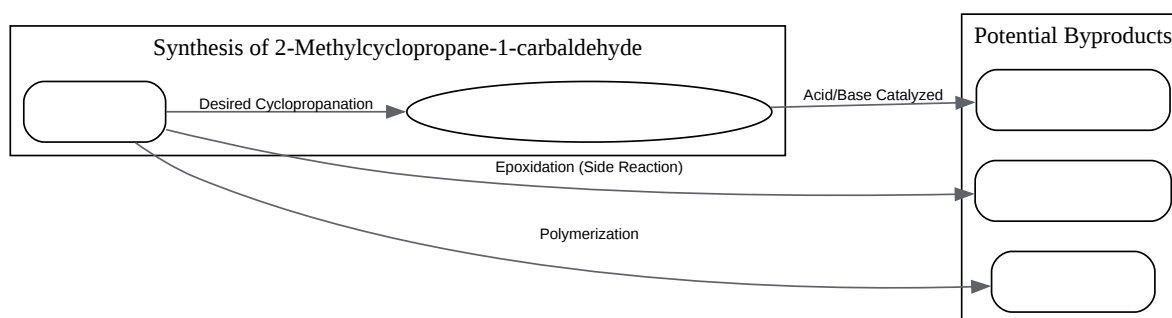 Synthesis of 2-Methylcyclopropane-1-carbaldehyde
Potential Byproducts
Desired Cyclopropanation
Acid/Base Catalyzed
Epoxidation (Side Reaction)
Polymerization